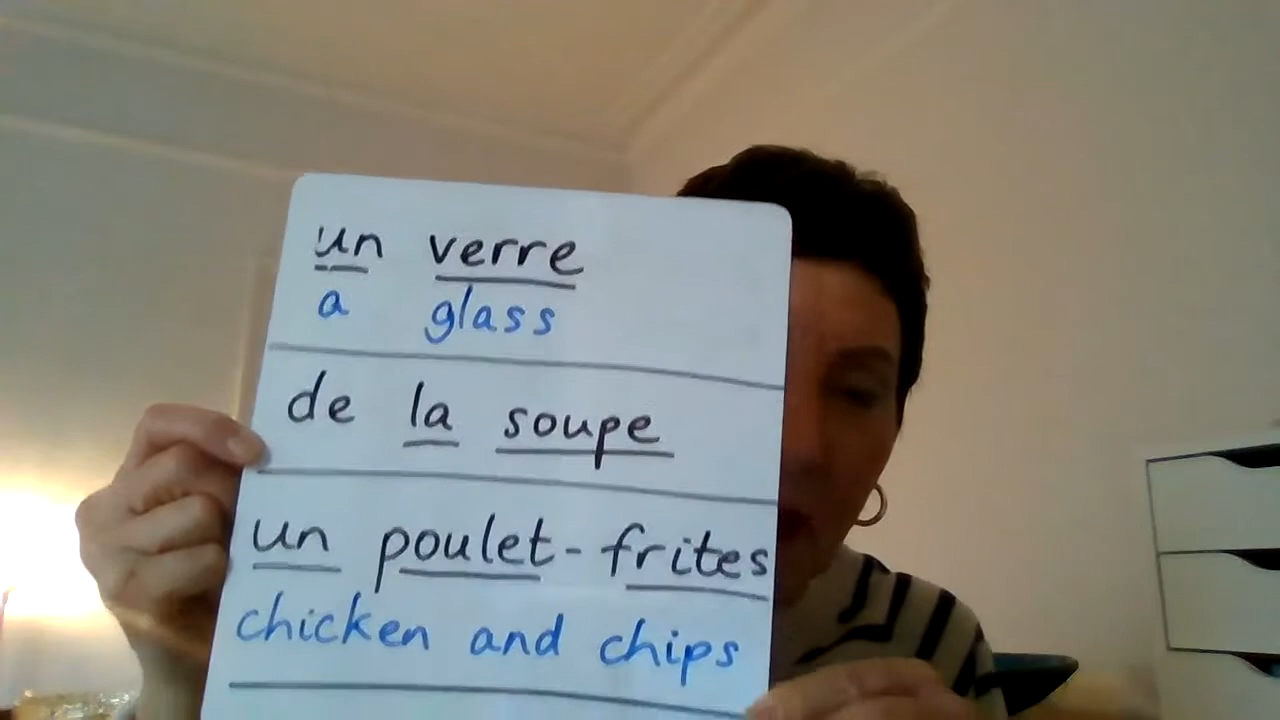 un verre
a glass
de la soupe
un poulet-frites
chicken and chips